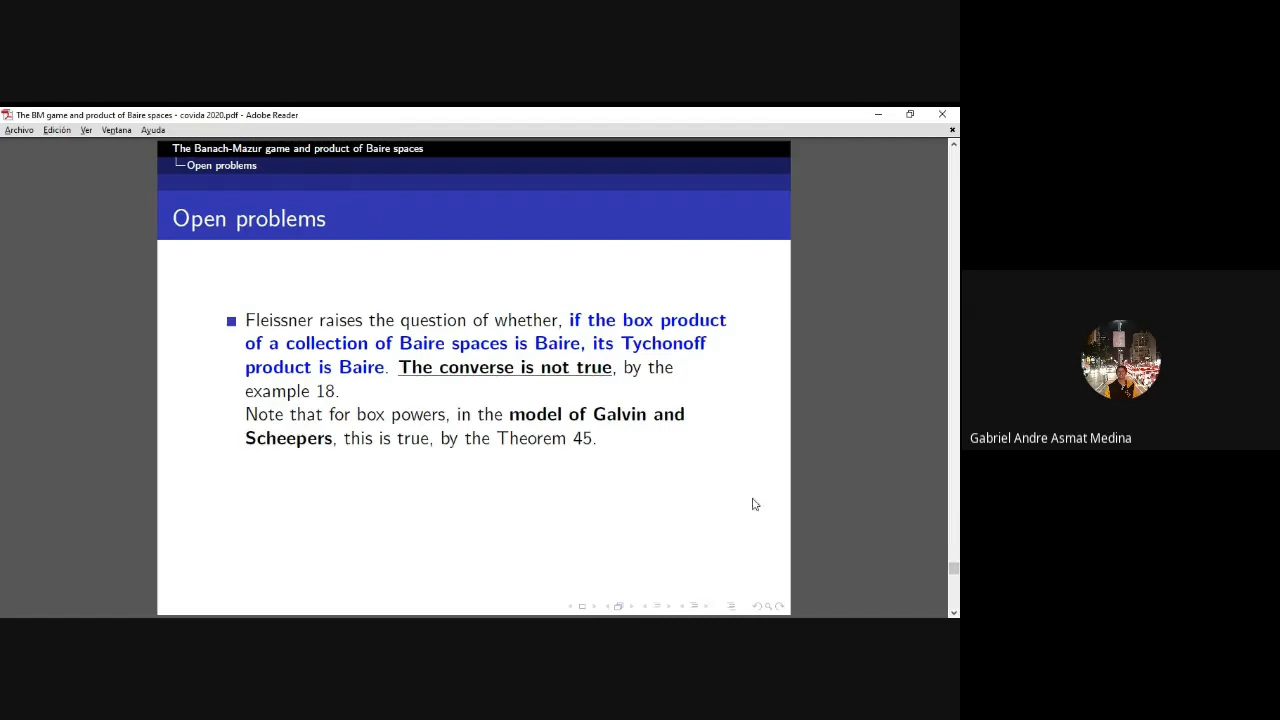 The BM game and product of Baire spaces - covida 2020.pdf - Adobe Reader
Archivo Edición Ver Ventana Ayuda
The Banach-Mazur game and product of Baire spaces
Open problems
Open problems
Fleissner raises the question of whether, if the box product
of a collection of Baire spaces is Baire, its Tychonoff
product is Baire. The converse is not true, by the
example 18.
Note that for box powers, in the model of Galvin and
Scheepers, this is true, by the Theorem 45.
Gabriel Andre Asmat Medina